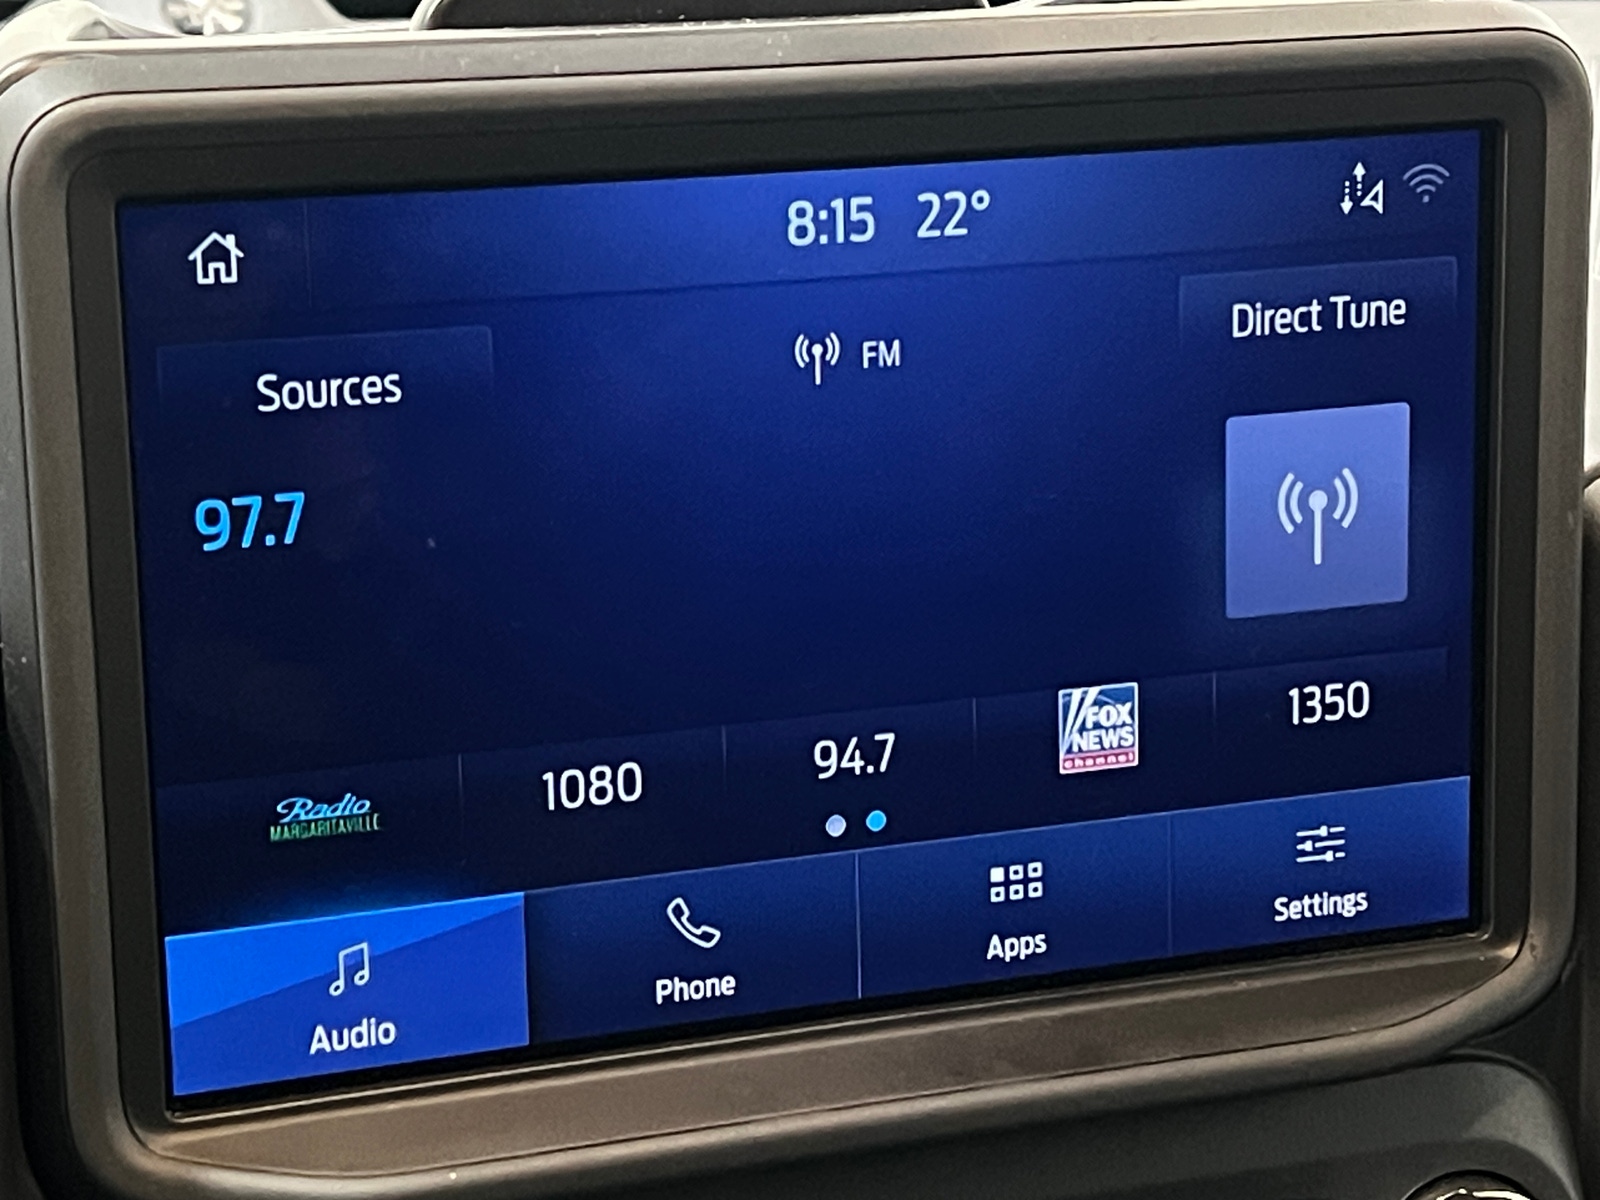 8:15 22°
Direct Tune
FM
Sources
97.7
Radio
MARGARITAVILLE
1080
94.7
FOX
NEWS
channel
1350
Audio
Phone
Apps
Settings